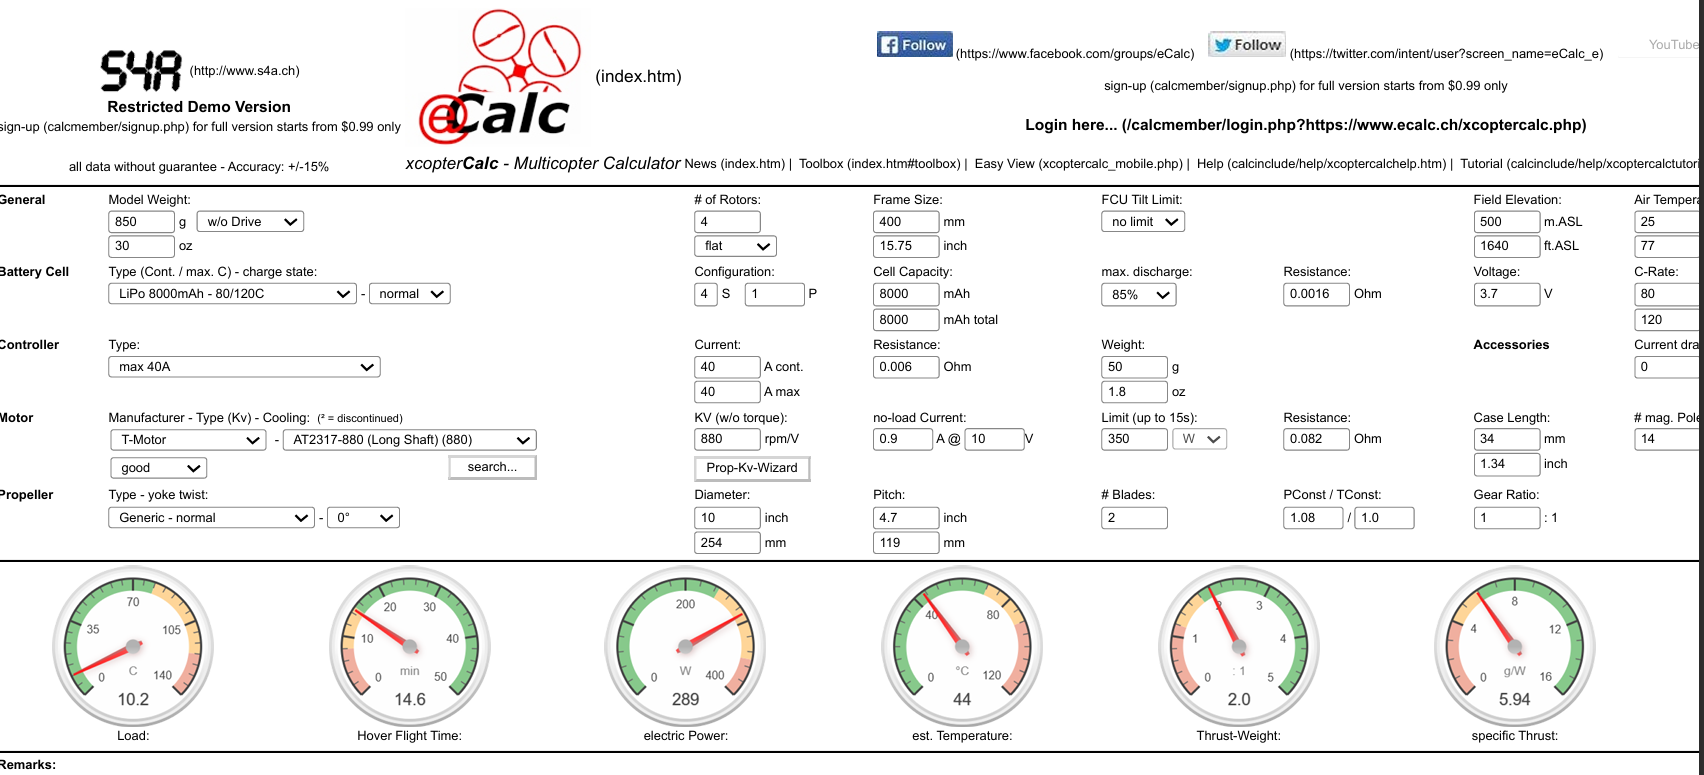 S4A (http://www.s4a.ch)
Restricted Demo Version
sign-up (calcmember/signup.php) for full version starts from $0.99 only
all data without guarantee - Accuracy: +/-15%
eCalc (index.htm)
xcopterCalc - Multicopter Calculator
Follow (https://www.facebook.com/groups/eCalc) Follow (https://twitter.com/intent/user?screen_name=eCalc_e) YouTube
sign-up (calcmember/signup.php) for full version starts from $0.99 only
Login here... (/calcmember/login.php?https://www.ecalc.ch/xcoptercalc.php)
News (index.htm) | Toolbox (index.htm#toolbox) | Easy View (xcoptercalc_mobile.php) | Help (calcinclude/help/xcoptercalchelp.htm) | Tutorial (calcinclude/help/xcoptercalctutori
General Model Weight: # of Rotors: Frame Size: FCU Tilt Limit: Field Elevation: Air Tempera
850 g w/o Drive 4 400 mm no limit 500 m.ASL 25
30 oz flat 15.75 inch 1640 ft.ASL 77
Battery Cell Type (Cont. / max. C) - charge state: Configuration: Cell Capacity: max. discharge: Resistance: Voltage: C-Rate:
LiPo 8000mAh - 80/120C - normal 4 S 1 P 8000 mAh 85% 0.0016 Ohm 3.7 V 80
8000 mAh total 120
Controller Type: Current: Resistance: Weight: Accessories Current dra
max 40A 40 A cont. 0.006 Ohm 50 g 0
40 A max 1.8 oz
Motor Manufacturer - Type (Kv) - Cooling: (² = discontinued) KV (w/o torque): no-load Current: Limit (up to 15s): Resistance: Case Length: # mag. Pole
T-Motor - AT2317-880 (Long Shaft) (880) 880 rpm/V 0.9 A @ 10 V 350 W 0.082 Ohm 34 mm 14
good search... Prop-Kv-Wizard 1.34 inch
Propeller Type - yoke twist: Diameter: Pitch: # Blades: PConst / TConst: Gear Ratio:
Generic - normal - 0° 10 inch 4.7 inch 2 1.08 / 1.0 1 : 1
254 mm 119 mm
0 35 70 105 140 C 10.2
Load:
0 10 20 30 40 50 min 14.6
Hover Flight Time:
0 200 400 W 289
electric Power:
0 40 80 120 °C 44
est. Temperature:
0 1 2 3 4 5 : 1 2.0
Thrust-Weight:
0 4 8 12 16 g/W 5.94
specific Thrust:
Remarks: